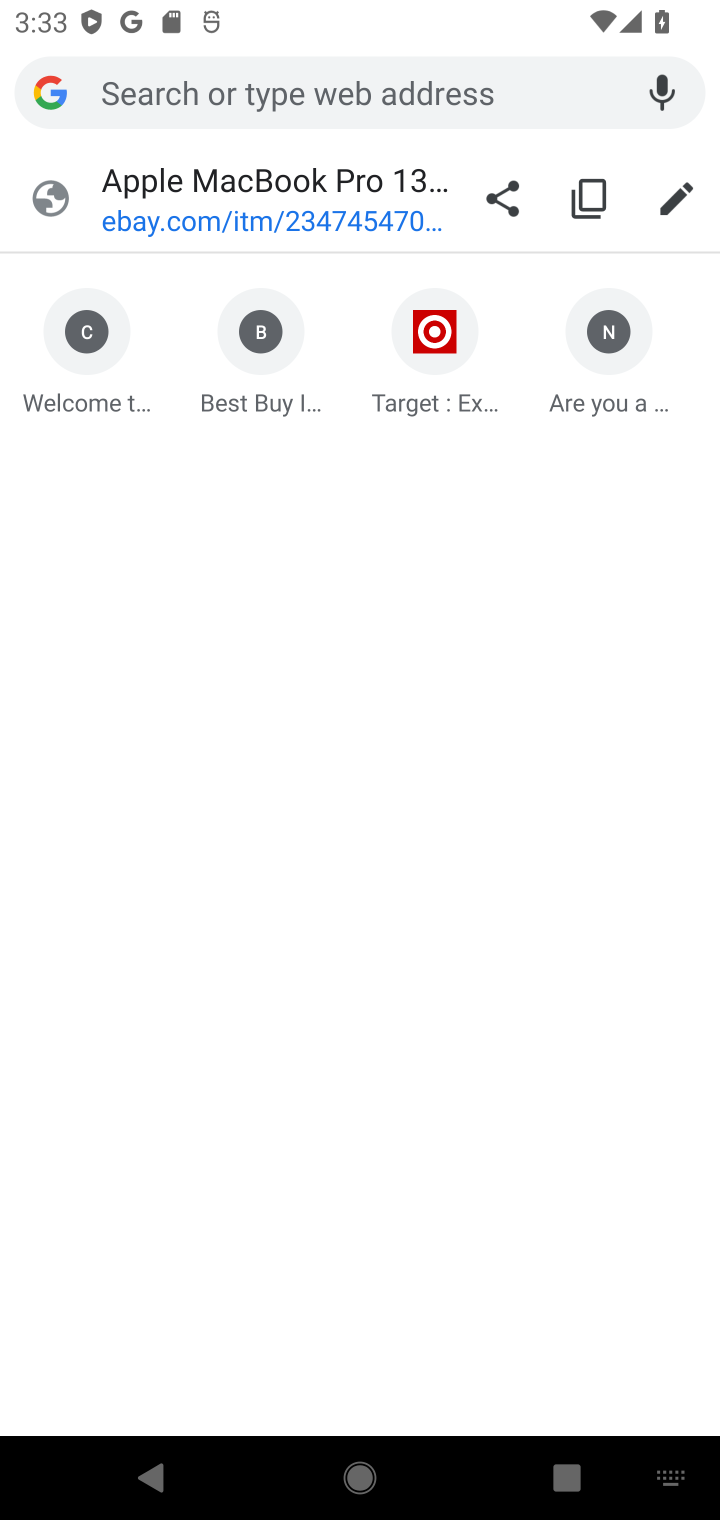 3:33
Search or type web address
Apple MacBook Pro 13...
ebay.com/itm/234745470...
C
B
N
Welcome t...
Best Buy I...
Target : Ex...
Are you a ...